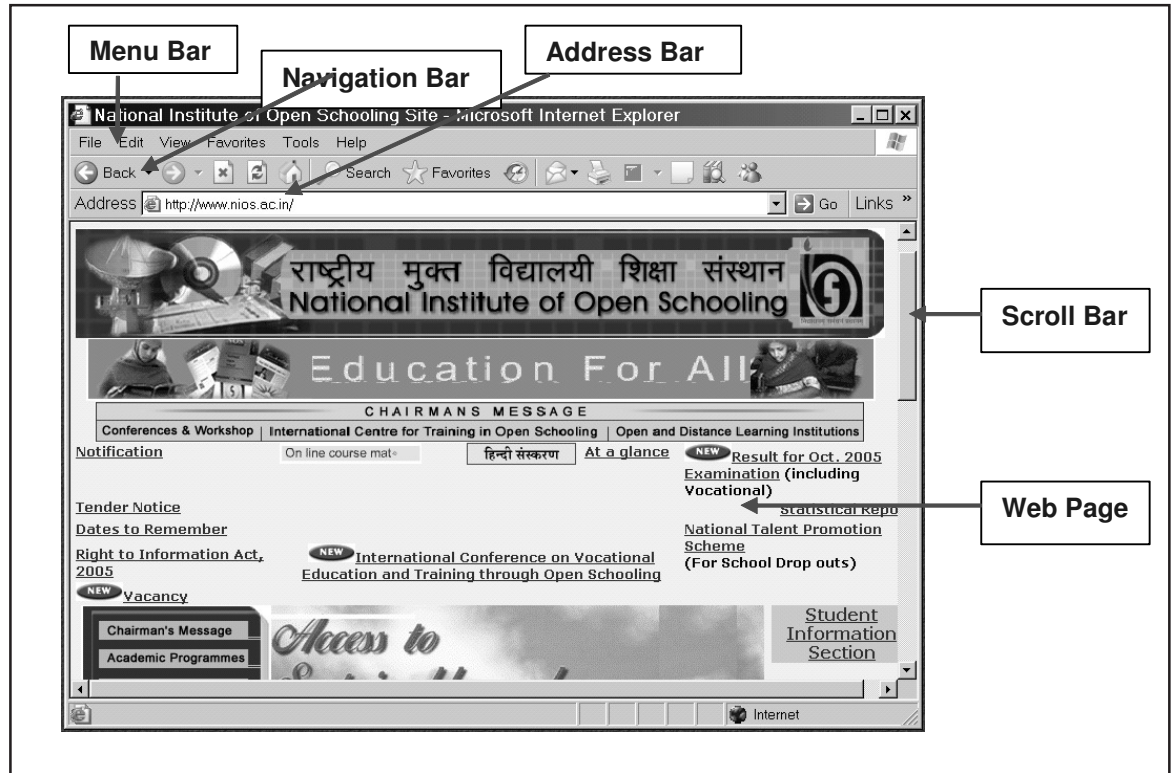 Menu Bar
Address Bar
Navigation Bar
National Institute of Open Schooling Site - Microsoft Internet Explorer
File Edit View Favorites Tools Help
Back Search Favorites
Address http://www.nios.ac.in/ Go Links »
राष्ट्रीय मुक्त विद्यालयी शिक्षा संस्थान
National Institute of Open Schooling
Scroll Bar
Education For All
CHAIRMANS MESSAGE
Conferences & Workshop | International Centre for Training in Open Schooling | Open and Distance Learning Institutions
Notification On line course mat हिन्दी संस्करण At a glance NEW Result for Oct. 2005
Examination (including
Vocational)
Web Page
Tender Notice Statistical Repo
Dates to Remember National Talent Promotion
Scheme
(For School Drop outs)
Right to Information Act,
2005
NEW International Conference on Vocational
Education and Training through Open Schooling
NEW Vacancy
Chairman's Message
Academic Programmes
Access to
Student
Information
Section
Internet